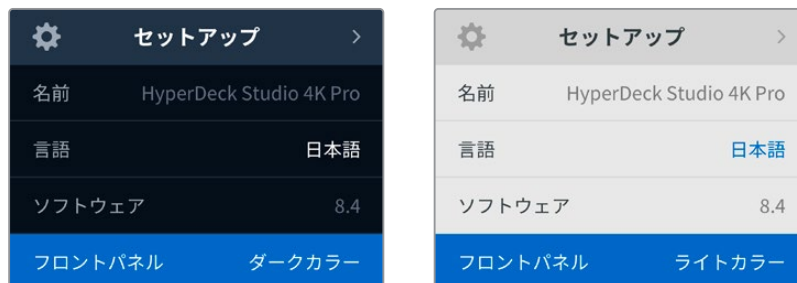 セットアップ
名前 HyperDeck Studio 4K Pro
言語 日本語
ソフトウェア 8.4
フロントパネル ダークカラー
セットアップ
名前 HyperDeck Studio 4K Pro
言語 日本語
ソフトウェア 8.4
フロントパネル ライトカラー